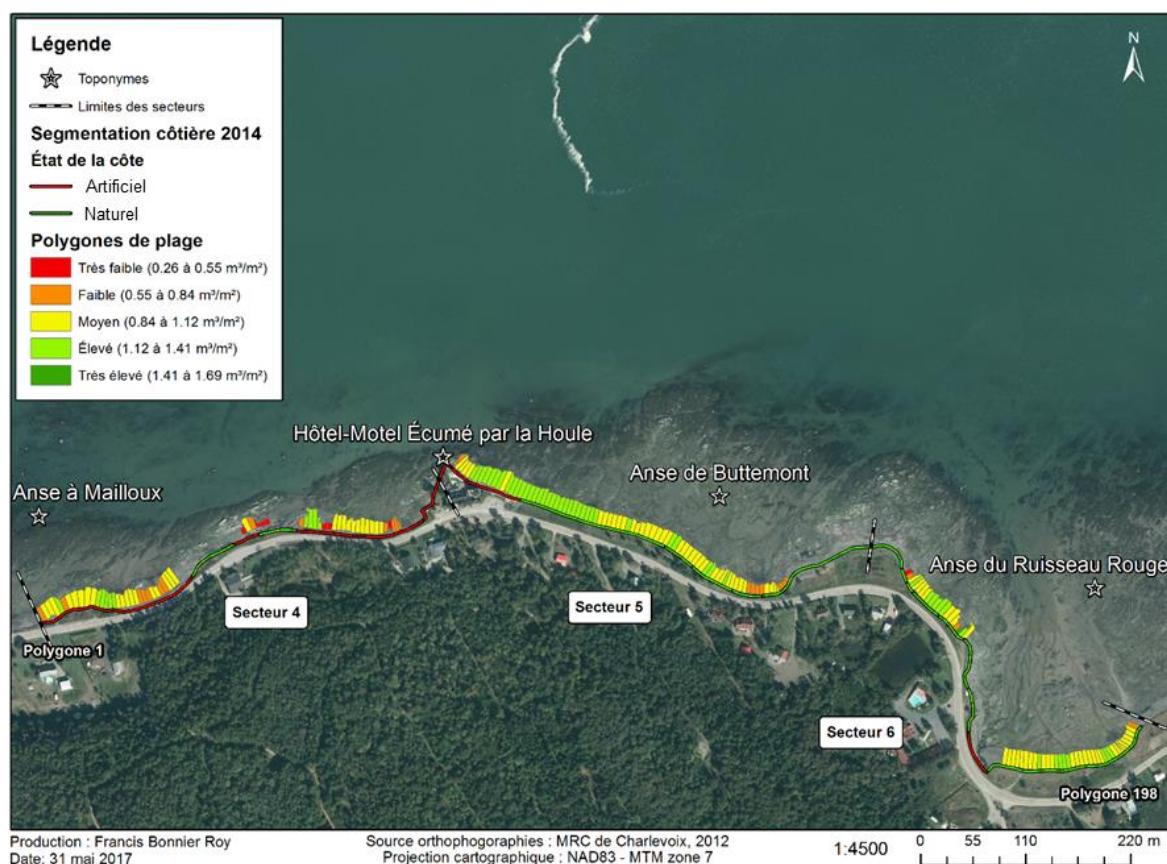 Légende
Toponymes
Limites des secteurs
Segmentation côtière 2014
État de la côte
Artificiel
Naturel
Polygones de plage
Très faible (0.26 à 0.55 m³/m²)
Faible (0.55 à 0.84 m³/m²)
Moyen (0.84 à 1.12 m³/m²)
Élevé (1.12 à 1.41 m³/m²)
Très élevé (1.41 à 1.69 m³/m²)
N
Hôtel-Motel Écumé par la Houle
Anse de Buttemont
Anse à Mailloux
Anse du Ruisseau Rouge
Secteur 4
Secteur 5
Polygone 1
Secteur 6
Polygone 198
Production : Francis Bonnier Roy
Date: 31 mai 2017
Source orthophogographies : MRC de Charlevoix, 2012
Projection cartographique : NAD83 - MTM zone 7
1:4500
0 55 110 220 m